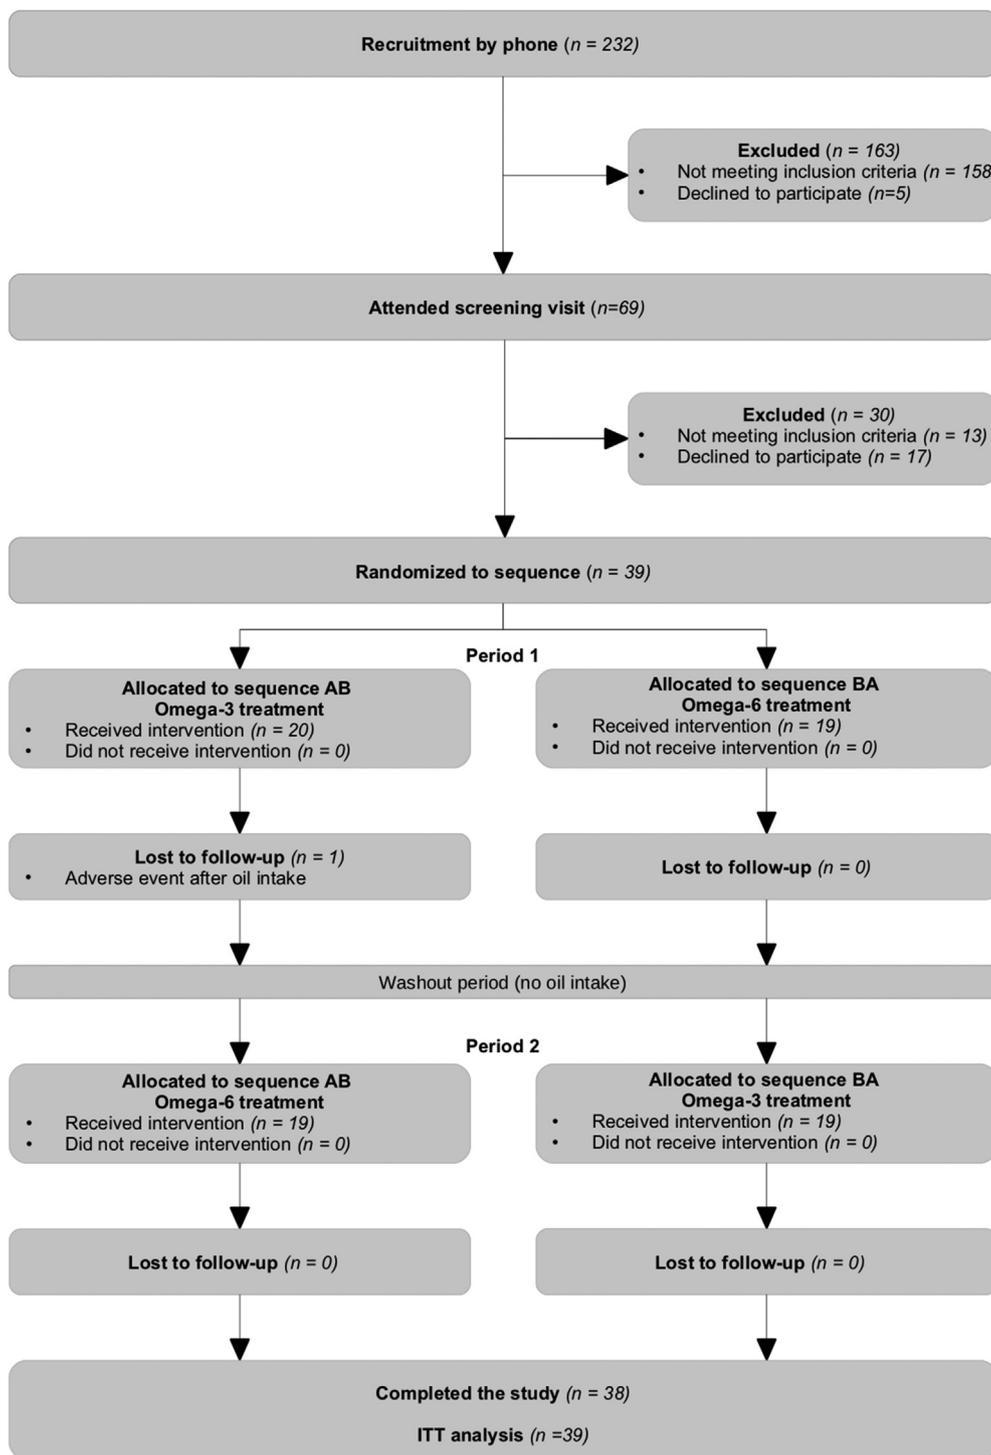 Recruitment by phone (n = 232)
Excluded (n = 163)
• Not meeting inclusion criteria (n = 158
• Declined to participate (n=5)
Attended screening visit (n=69)
Excluded (n = 30)
• Not meeting inclusion criteria (n = 13)
• Declined to participate (n = 17)
Randomized to sequence (n = 39)
Period 1
Allocated to sequence AB
Omega-3 treatment
• Received intervention (n = 20)
• Did not receive intervention (n = 0)
Allocated to sequence BA
Omega-6 treatment
• Received intervention (n = 19)
• Did not receive intervention (n = 0)
Lost to follow-up (n = 1)
• Adverse event after oil intake
Lost to follow-up (n = 0)
Washout period (no oil intake)
Period 2
Allocated to sequence AB
Omega-6 treatment
• Received intervention (n = 19)
• Did not receive intervention (n = 0)
Allocated to sequence BA
Omega-3 treatment
• Received intervention (n = 19)
• Did not receive intervention (n = 0)
Lost to follow-up (n = 0)
Lost to follow-up (n = 0)
Completed the study (n = 38)
ITT analysis (n =39)